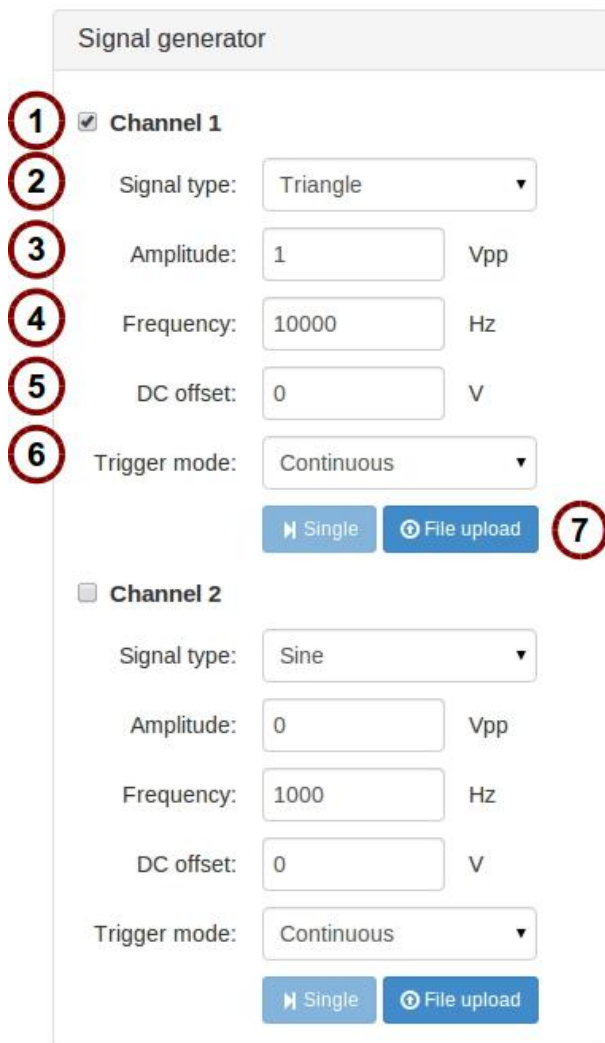 Signal generator
1 Channel 1
2 Signal type: Triangle
3 Amplitude: 1 Vpp
4 Frequency: 10000 Hz
5 DC offset: 0 V
6 Trigger mode: Continuous
Single File upload 7
Channel 2
Signal type: Sine
Amplitude: 0 Vpp
Frequency: 1000 Hz
DC offset: 0 V
Trigger mode: Continuous
Single File upload